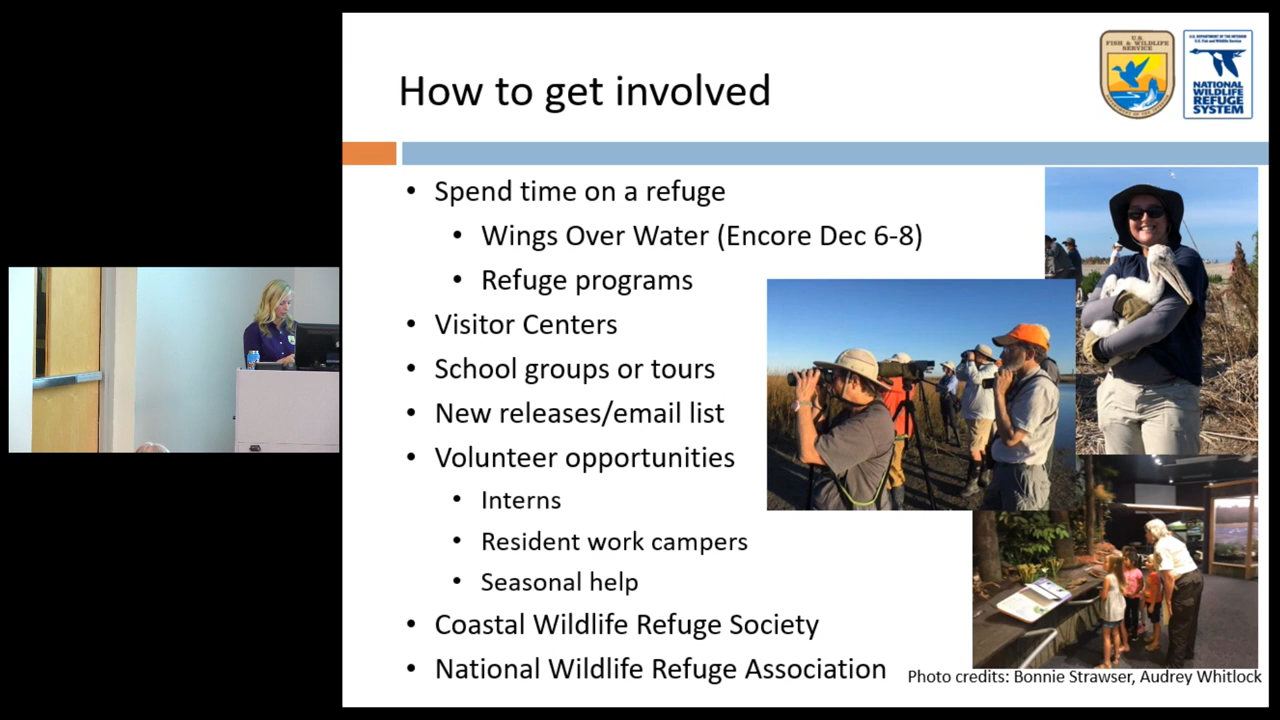 How to get involved
U.S.
FISH & WILDLIFE
SERVICE
U.S. DEPARTMENT OF THE INTERIOR
U.S. Fish and Wildlife Service
NATIONAL
WILDLIFE
REFUGE
SYSTEM
• Spend time on a refuge
• Wings Over Water (Encore Dec 6-8)
• Refuge programs
• Visitor Centers
• School groups or tours
• New releases/email list
• Volunteer opportunities
• Interns
• Resident work campers
• Seasonal help
• Coastal Wildlife Refuge Society
• National Wildlife Refuge Association
Photo credits: Bonnie Strawser, Audrey Whitlock